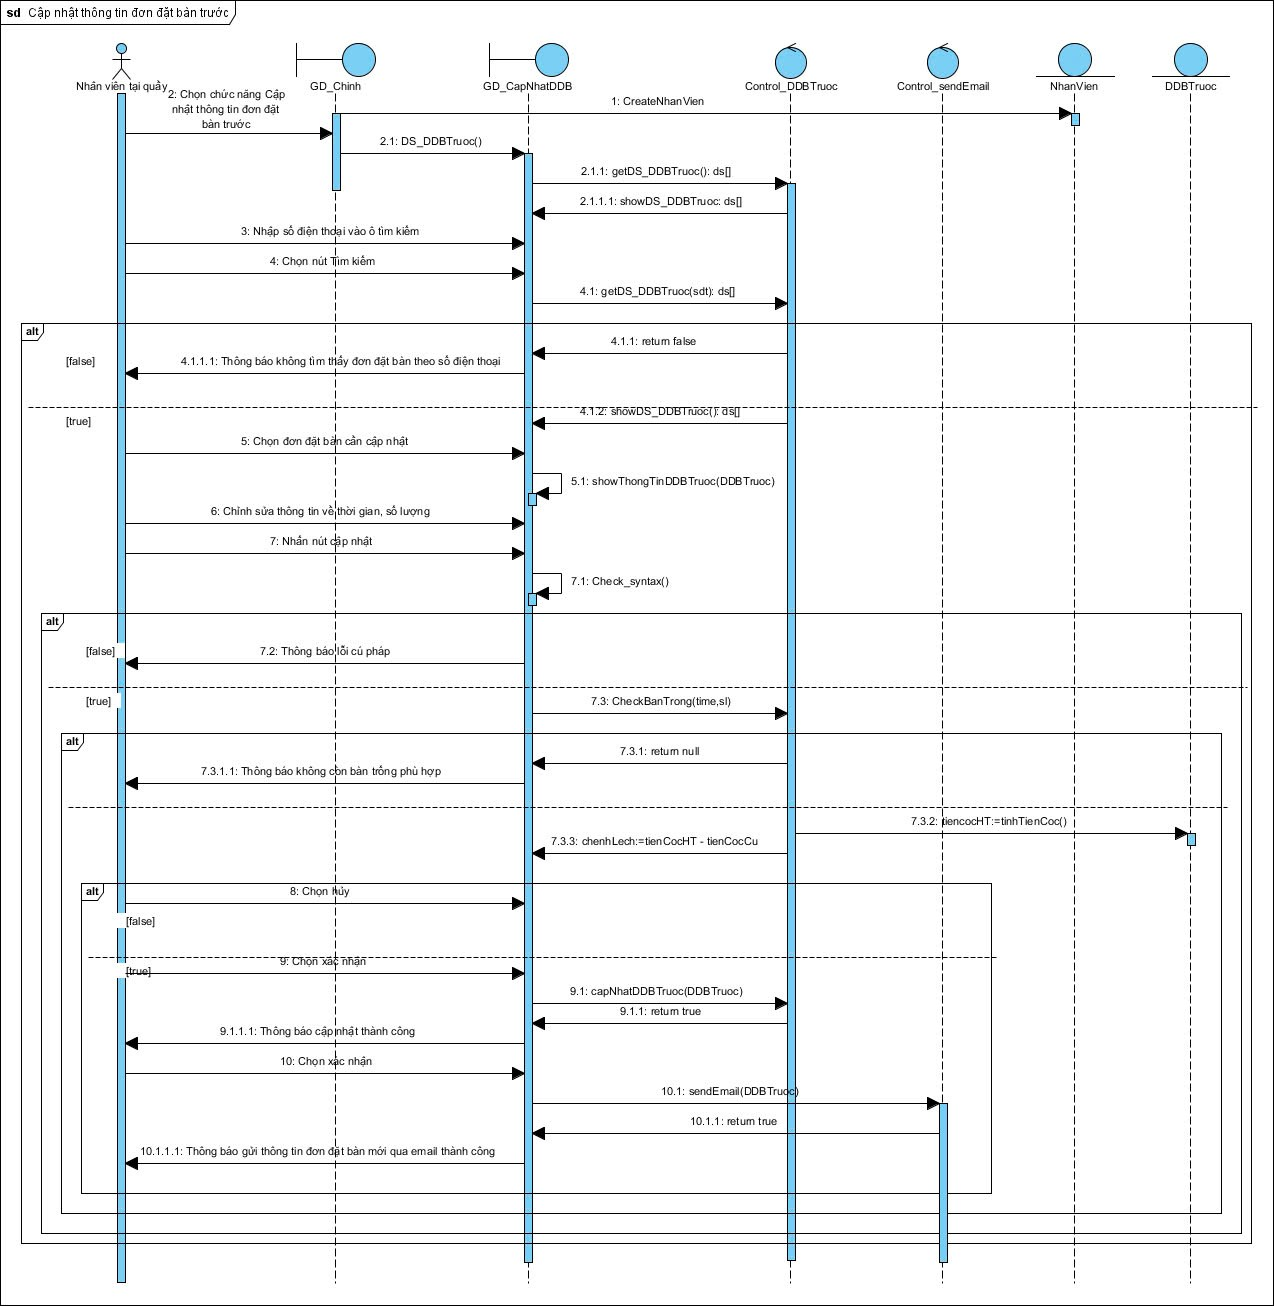 sd Cập nhật thông tin đơn đặt bàn trước
Nhân viên tại quầy
GD_Chinh
GD_CapNhatDDB
Control_DDBTruoc
Control_sendEmail
NhanVien
DDBTruoc
2: Chọn chức năng Cập
nhật thông tin đơn đặt
bàn trước
1: CreateNhanVien
2.1: DS_DDBTruoc()
2.1.1: getDS_DDBTruoc(): ds[]
2.1.1.1: showDS_DDBTruoc: ds[]
3: Nhập số điện thoại vào ô tìm kiếm
4: Chọn nút Tìm kiếm
4.1: getDS_DDBTruoc(sdt): ds[]
alt
4.1.1: return false
[false]
4.1.1.1: Thông báo không tìm thấy đơn đặt bàn theo số điện thoại
4.1.2: showDS_DDBTruoc(): ds[]
[true]
5: Chọn đơn đặt bàn cần cập nhật
5.1: showThongTinDDBTruoc(DDBTruoc)
6: Chỉnh sửa thông tin về thời gian, số lượng
7: Nhấn nút cập nhật
7.1: Check_syntax()
alt
[false]
7.2: Thông báo lỗi cú pháp
[true]
7.3: CheckBanTrong(time,sl)
alt
7.3.1: return null
7.3.1.1: Thông báo không còn bàn trống phù hợp
7.3.2: tiencocHT:=tinhTienCoc()
7.3.3: chenhLech:=tienCocHT - tienCocCu
alt
8: Chọn hủy
[false]
9: Chọn xác nhận
[true]
9.1: capNhatDDBTruoc(DDBTruoc)
9.1.1: return true
9.1.1.1: Thông báo cập nhật thành công
10: Chọn xác nhận
10.1: sendEmail(DDBTruoc)
10.1.1: return true
10.1.1.1: Thông báo gửi thông tin đơn đặt bàn mới qua email thành công